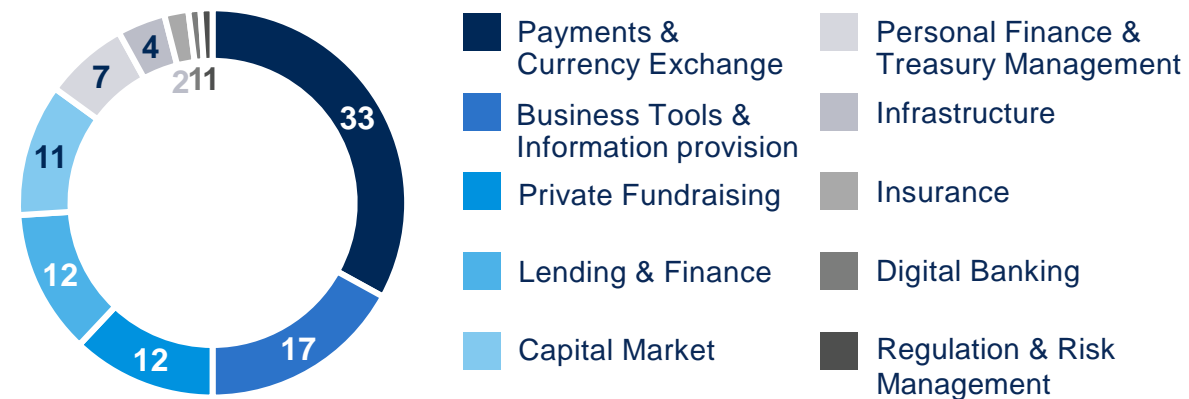 33
17
12
12
11
7
4
2
1
1
Payments &
Currency Exchange
Business Tools &
Information provision
Private Fundraising
Lending & Finance
Capital Market
Personal Finance &
Treasury Management
Infrastructure
Insurance
Digital Banking
Regulation & Risk
Management